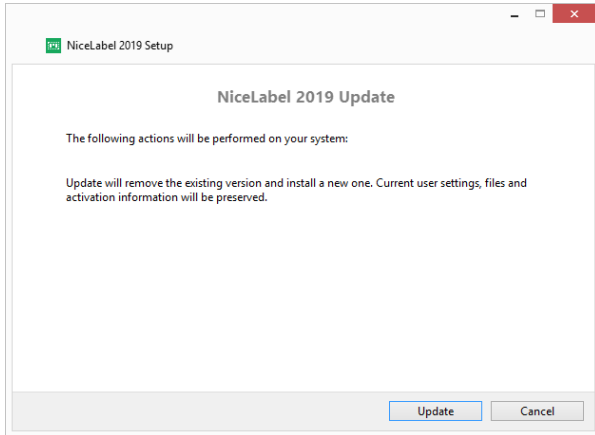 NiceLabel 2019 Setup
NiceLabel 2019 Update
The following actions will be performed on your system:
Update will remove the existing version and install a new one. Current user settings, files and
activation information will be preserved.
Update Cancel